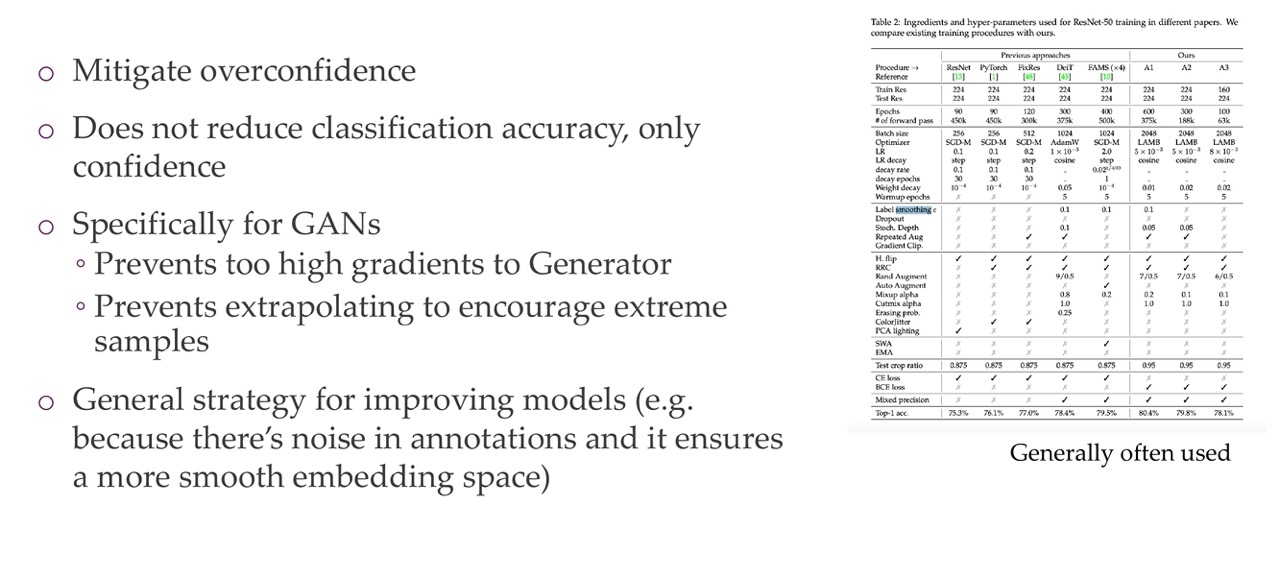 Mitigate overconfidence
Does not reduce classification accuracy, only
confidence
Specifically for GANs
Prevents too high gradients to Generator
Prevents extrapolating to encourage extreme
samples
General strategy for improving models (e.g.
because there's noise in annotations and it ensures
a more smooth embedding space)
Table 2: Ingredients and hyper-parameters used for ResNet-50 training in different papers. We
compare existing training procedures with ours.
Previous approaches Ours
Procedure → ResNet PyTorch FixRes DeiT FAMS (×4) A1 A2 A3
Reference [13] [1] [48] [45] [10]
Train Res 224 224 224 224 224 224 224 160
Test Res 224 224 224 224 224 224 224 224
Epochs 90 90 120 300 400 600 300 100
# of forward pass 450k 450k 300k 375k 500k 375k 188k 63k
Batch size 256 256 512 1024 1024 2048 2048 2048
Optimizer SGD-M SGD-M SGD-M AdamW SGD-M LAMB LAMB LAMB
LR 0.1 0.1 0.2 1 × 10⁻³ 2.0 5 × 10⁻³ 5 × 10⁻³ 8 × 10⁻³
LR decay step step step cosine step cosine cosine cosine
decay rate 0.1 0.1 0.1 - 0.02^t/400 - - -
decay epochs 30 30 30 - 1 - - -
Weight decay 10⁻⁴ 10⁻⁴ 10⁻⁴ 0.05 10⁻⁴ 0.01 0.02 0.02
Warmup epochs ✗ ✗ ✗ 5 5 5 5 5
Label smoothing ε ✗ ✗ ✗ 0.1 0.1 0.1 ✗ ✗
Dropout ✗ ✗ ✗ ✗ ✗ ✗ ✗ ✗
Stoch. Depth ✗ ✗ ✗ 0.1 ✗ 0.05 0.05 ✗
Repeated Aug ✗ ✗ ✓ ✓ ✗ ✓ ✓ ✗
Gradient Clip. ✗ ✗ ✗ ✗ ✗ ✗ ✗ ✗
H. flip ✓ ✓ ✓ ✓ ✓ ✓ ✓ ✓
RRC ✗ ✓ ✓ ✓ ✓ ✓ ✓ ✓
Rand Augment ✗ ✗ ✗ 9/0.5 ✗ 7/0.5 7/0.5 6/0.5
Auto Augment ✗ ✗ ✗ ✗ ✓ ✗ ✗ ✗
Mixup alpha ✗ ✗ ✗ 0.8 0.2 0.2 0.1 0.1
Cutmix alpha ✗ ✗ ✗ 1.0 ✗ 1.0 1.0 1.0
Erasing prob. ✗ ✗ ✗ 0.25 ✗ ✗ ✗ ✗
ColorJitter ✗ ✓ ✓ ✗ ✗ ✗ ✗ ✗
PCA lighting ✓ ✗ ✗ ✗ ✗ ✗ ✗ ✗
SWA ✗ ✗ ✗ ✗ ✓ ✗ ✗ ✗
EMA ✗ ✗ ✗ ✗ ✗ ✗ ✗ ✗
Test crop ratio 0.875 0.875 0.875 0.875 0.875 0.95 0.95 0.95
CE loss ✓ ✓ ✓ ✓ ✓ ✗ ✗ ✗
BCE loss ✗ ✗ ✗ ✗ ✗ ✓ ✓ ✓
Mixed precision ✗ ✗ ✗ ✓ ✓ ✓ ✓ ✓
Top-1 acc. 75.3% 76.1% 77.0% 78.4% 79.5% 80.4% 79.8% 78.1%
Generally often used